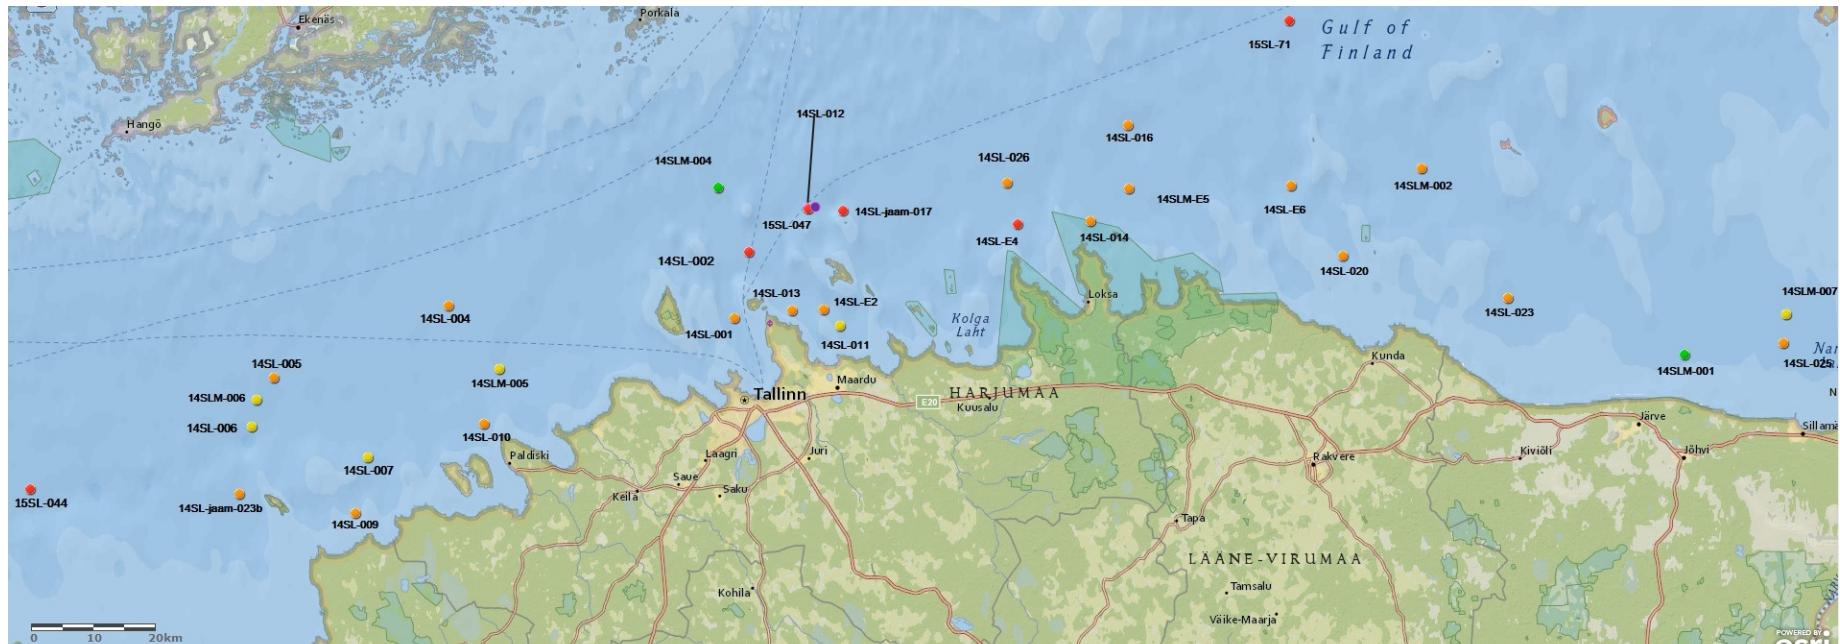 Ekenäs
Porkala
Gulf of
Finland
15SL-71
Hangö
14SL-012
14SL-016
14SLM-004
14SL-026
14SLM-002
14SLM-E5
14SL-E6
15SL-047
14SL-jaam-017
14SL-E4
14SL-014
14SL-002
14SL-020
14SL-013
14SL-E2
Loksa
14SLM-007
14SL-004
14SL-001
14SL-011
Kolga
Laht
14SL-023
14SL-005
14SLM-005
Kunda
14SLM-001
14SL-025
14SLM-006
Maardu
Tallinn
HARJUMAA
E20
Kuusalu
14SL-006
14SL-010
Järve
Paldiski
Laagri
Jüri
Rakvere
Kiviõli
Jõhvi
14SL-007
Saue
Saku
Keila
15SL-044
14SL-jaam-023b
14SL-009
Tapa
LÄÄNE-VIRUMAA
Kohila
Tamsalu
Väike-Maarja
0 10 20km
POWERED BY
esri